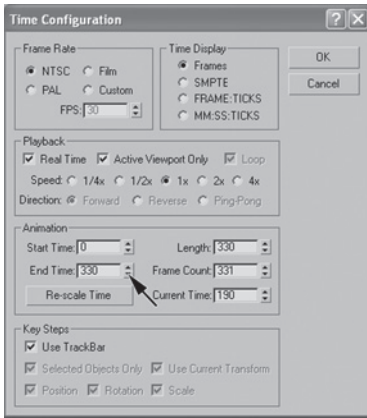 Time Configuration
Frame Rate
NTSC Film
PAL Custom
FPS: 30
Time Display
Frames
SMPTE
FRAME:TICKS
MM:SS:TICKS
OK
Cancel
Playback
Real Time Active Viewport Only Loop
Speed: 1/4x 1/2x 1x 2x 4x
Direction: Forward Reverse Ping-Pong
Animation
Start Time: 0 Length: 330
End Time: 330 Frame Count: 331
Re-scale Time Current Time: 190
Key Steps
Use TrackBar
Selected Objects Only Use Current Transform
Position Rotation Scale